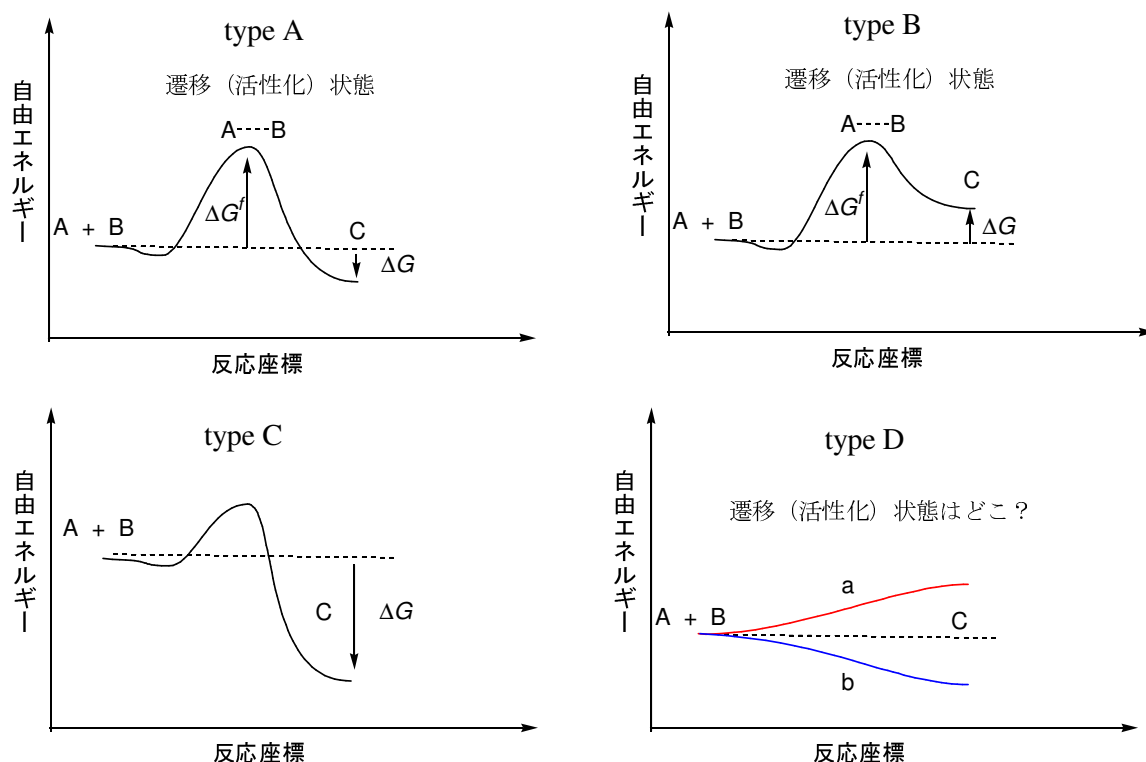 type A
遷移（活性化）状態
A----B
ΔG^f
A + B
C
ΔG
自由エネルギー
反応座標
type B
遷移（活性化）状態
A----B
C
ΔG^f
A + B
ΔG
自由エネルギー
反応座標
type C
A + B
C
ΔG
自由エネルギー
反応座標
type D
遷移（活性化）状態はどこ？
a
A + B
C
b
自由エネルギー
反応座標